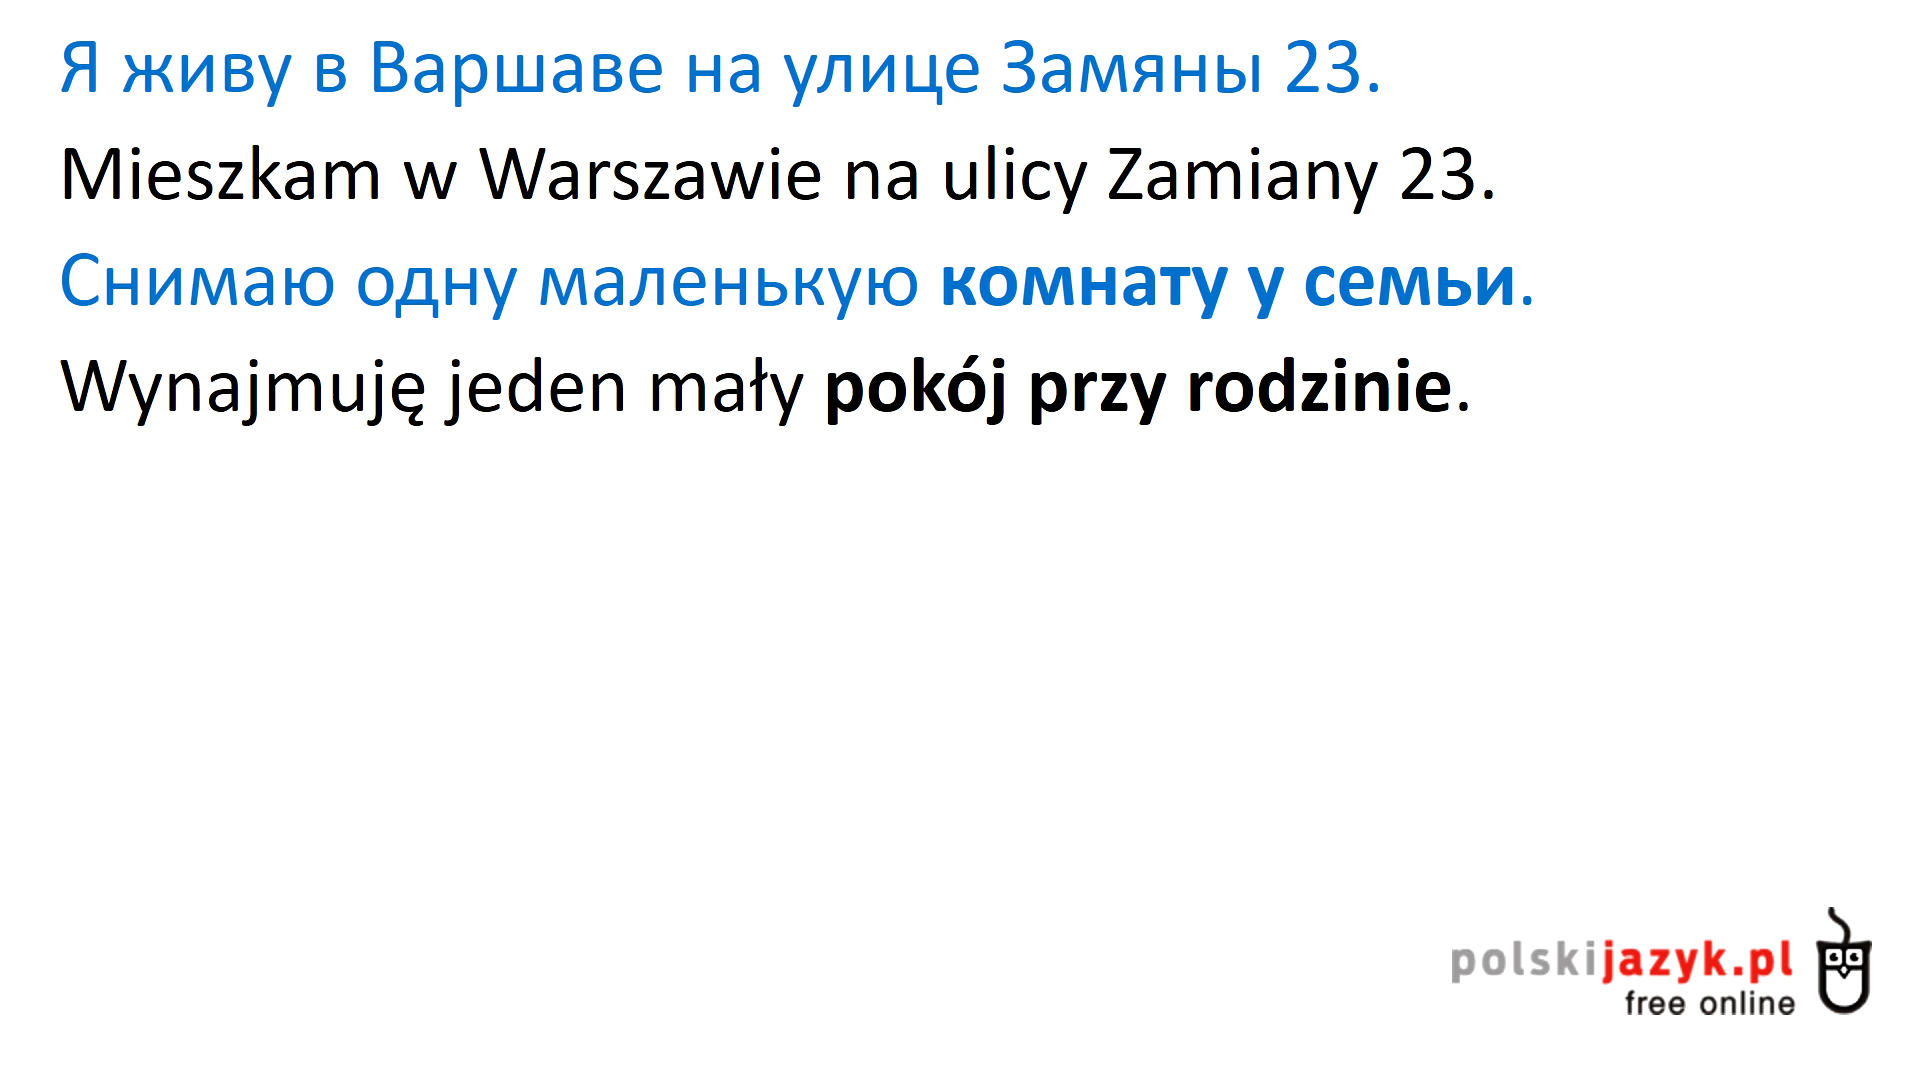 Я живу в Варшаве на улице Замяны 23.
Mieszkam w Warszawie na ulicy Zamiany 23.
Снимаю одну маленькую комнату у семьи.
Wynajmuję jeden mały pokój przy rodzinie.
polskijazyk.pl
free online